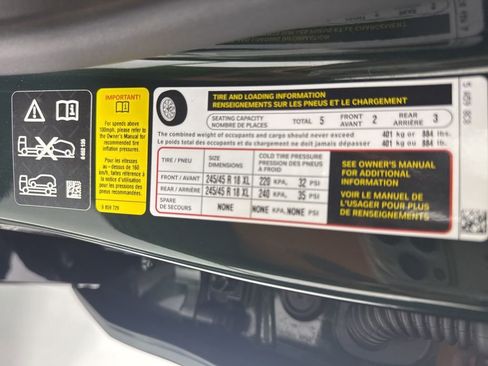 IMPORTANT!
For speeds above
100mph, please refer to
the Owner's Manual for
recommended tire
inflation pressures.
Pour les vitesses
au-dessus de 160
km/h, faites référence à
la notice d'utilisation
pour les pressions des
pneus recommandées.
TIRE AND LOADING INFORMATION
RENSEIGNEMENTS SUR LES PNEUS ET LE CHARGEMENT
SEATING CAPACITY
NOMBRE DE PLACES
TOTAL 5
FRONT
AVANT 2
REAR
ARRIÈRE 3
The combined weight of occupants and cargo should never exceed 401 kg or 884 lbs.
Le poids total des occupants et du chargement ne doit jamais dépasser 401 kg ou 884 lb.
TIRE / PNEU
SIZE
DIMENSIONS
COLD TIRE PRESSURE
PRESSION DES PNEUS
À FROID
FRONT / AVANT 245/45 R 18 XL 220 KPA, 32 PSI
REAR / ARRIÈRE 245/45 R 18 XL 240 KPA, 35 PSI
SPARE
DE SECOURS NONE NONE KPA, NONE PSI
SEE OWNER'S MANUAL
FOR ADDITIONAL
INFORMATION
VOIR LE MANUEL DE
L'USAGER POUR PLUS
DE RENSEIGNEMENTS